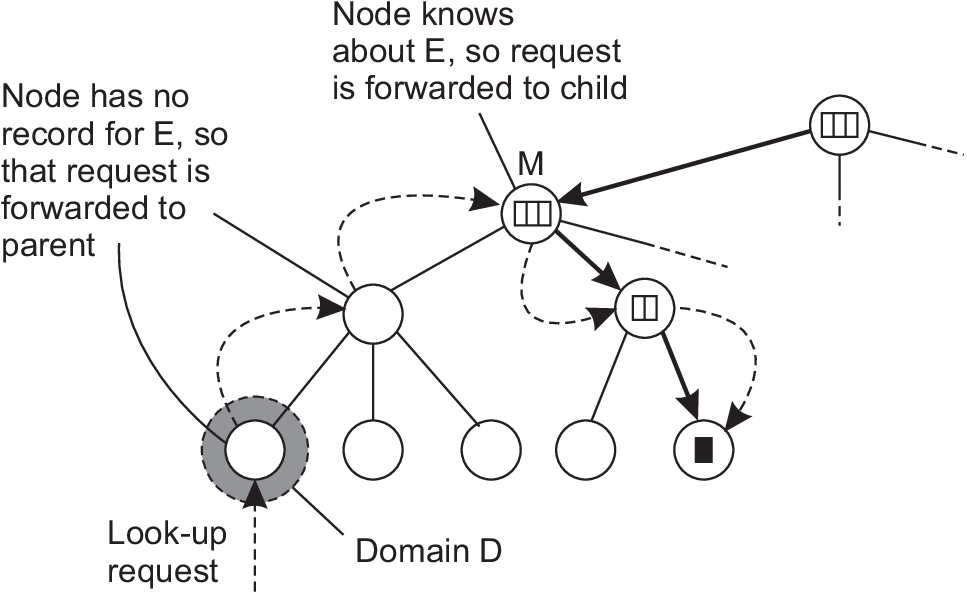 Node knows
about E, so request
is forwarded to child
Node has no
record for E, so
that request is
forwarded to
parent
M
Look-up
request
Domain D